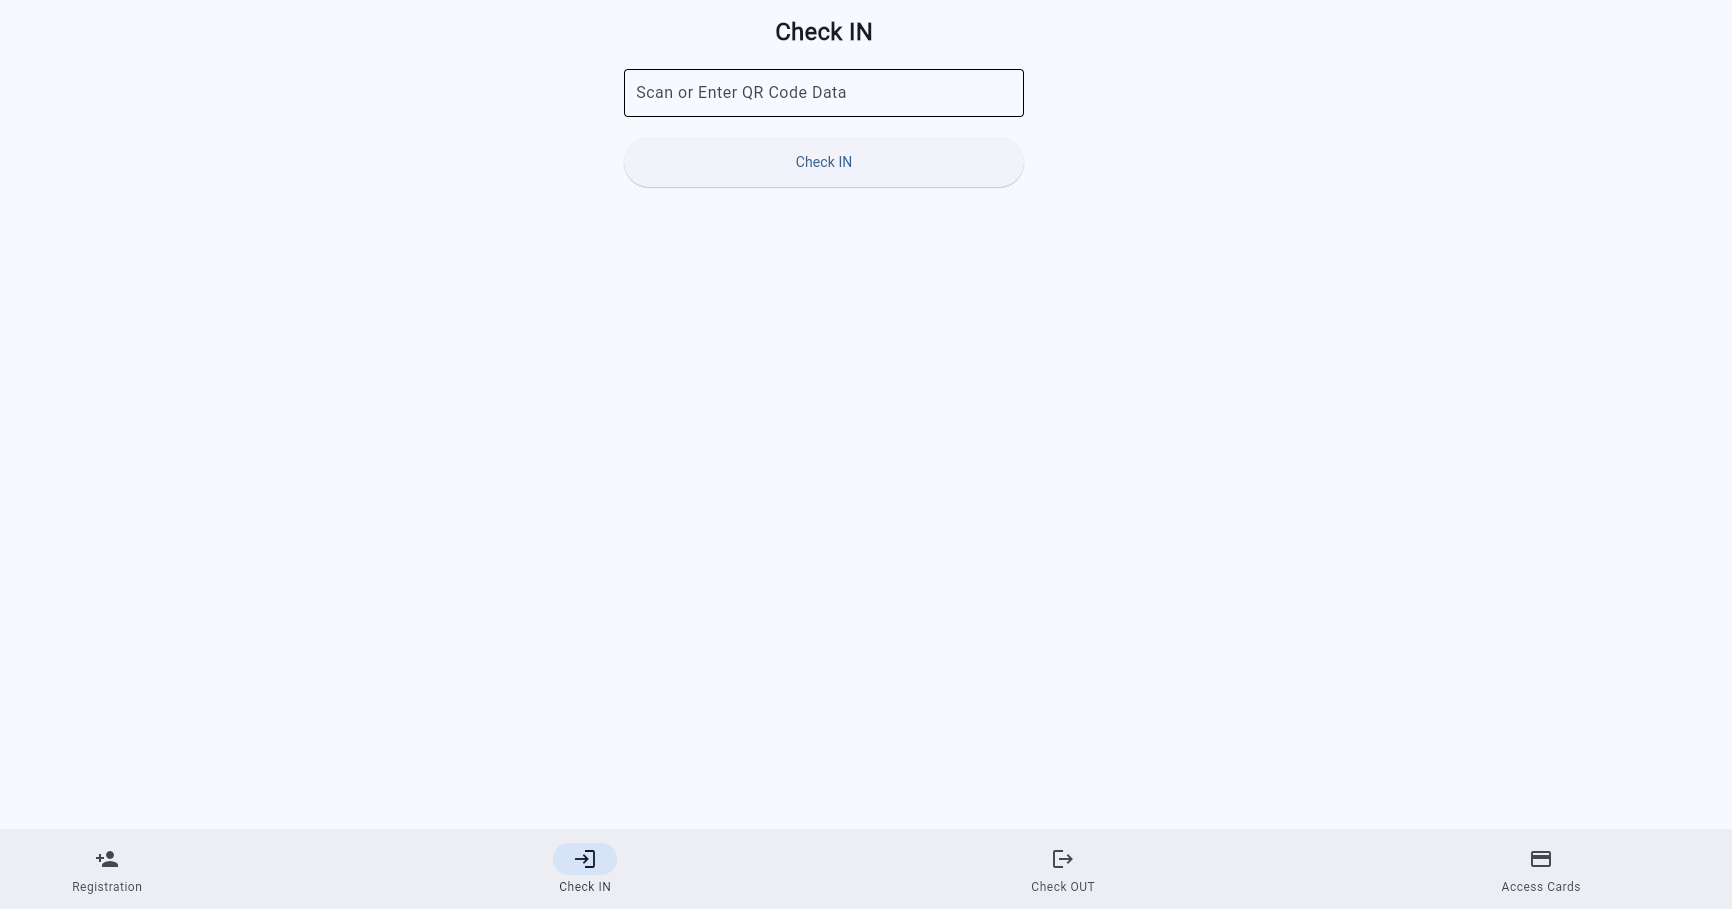 Check IN
Scan or Enter QR Code Data
Check IN
Registration
Check IN
Check OUT
Access Cards